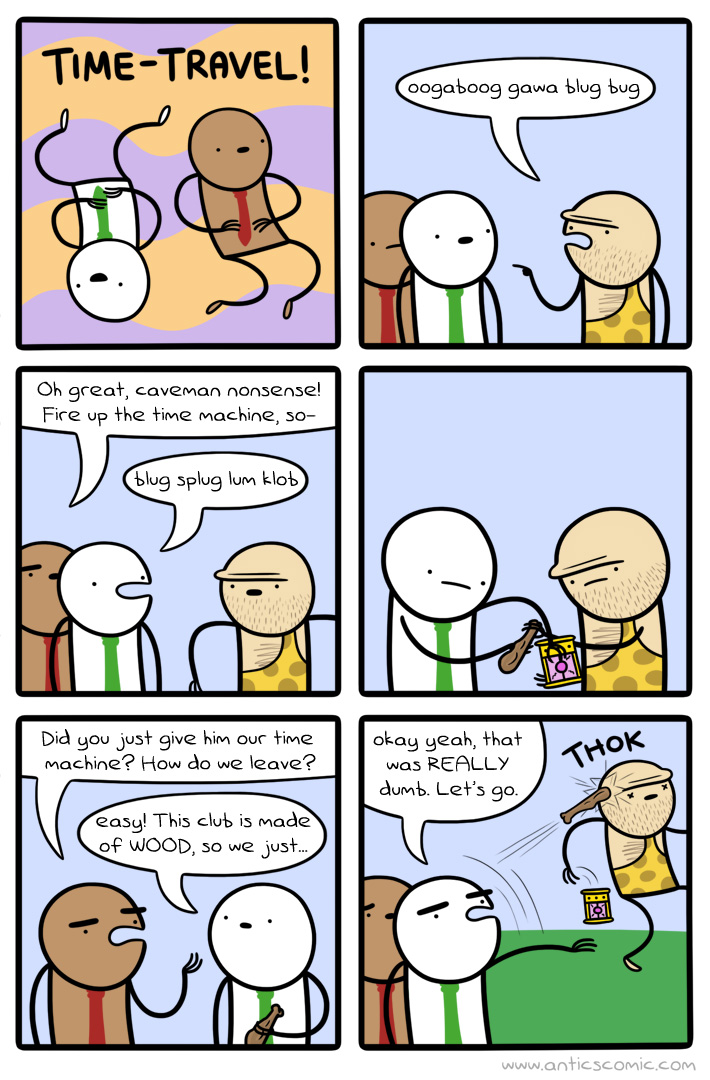 TIME-TRAVEL!
oogaboog gawa blug bug
Oh great, caveman nonsense!
Fire up the time machine, so-
blug splug lum klob
Did you just give him our time
machine? How do we leave?
easy! This club is made
of WOOD, so we just...
okay yeah, that
was REALLY
dumb. Let's go.
THOK
www.anticscomic.com